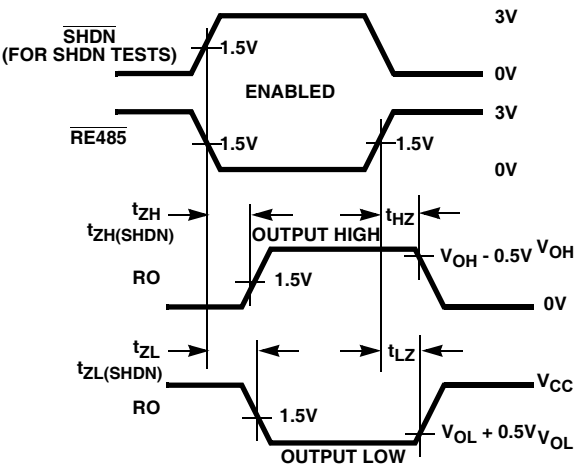 SHDN
(FOR SHDN TESTS)
3V
1.5V
0V
ENABLED
3V
RE485
1.5V
1.5V
0V
tZH
tZH(SHDN)
tHZ
OUTPUT HIGH
VOH - 0.5V
VOH
RO
1.5V
0V
tZL
tZL(SHDN)
tLZ
VCC
RO
1.5V
VOL + 0.5V
VOL
OUTPUT LOW